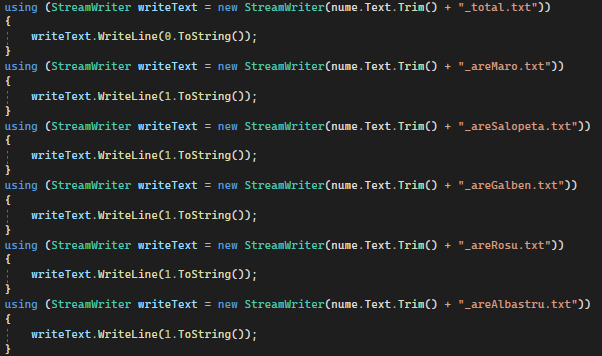 using (StreamWriter writeText = new StreamWriter(nume.Text.Trim() + "_total.txt"))
{
    writeText.WriteLine(0.ToString());
}
using (StreamWriter writeText = new StreamWriter(nume.Text.Trim() + "_areMaro.txt"))
{
    writeText.WriteLine(1.ToString());
}
using (StreamWriter writeText = new StreamWriter(nume.Text.Trim() + "_areSalopeta.txt"))
{
    writeText.WriteLine(1.ToString());
}
using (StreamWriter writeText = new StreamWriter(nume.Text.Trim() + "_areGalben.txt"))
{
    writeText.WriteLine(1.ToString());
}
using (StreamWriter writeText = new StreamWriter(nume.Text.Trim() + "_areRosu.txt"))
{
    writeText.WriteLine(1.ToString());
}
using (StreamWriter writeText = new StreamWriter(nume.Text.Trim() + "_areAlbastru.txt"))
{
    writeText.WriteLine(1.ToString());
}